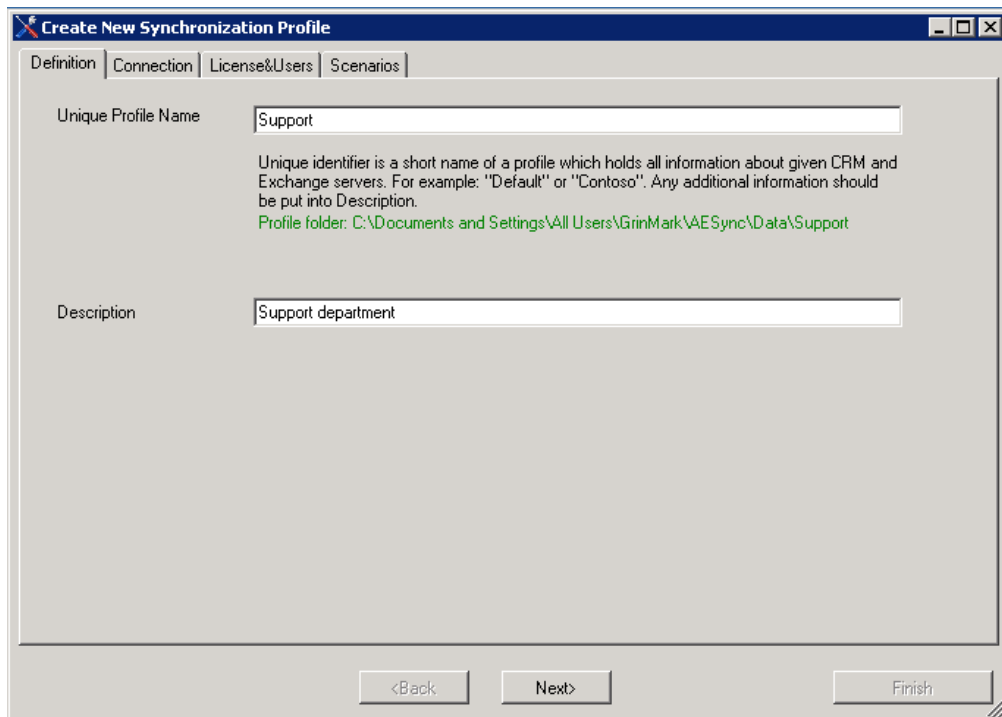 Create New Synchronization Profile
Definition Connection License&Users Scenarios
Unique Profile Name Support
Unique identifier is a short name of a profile which holds all information about given CRM and
Exchange servers. For example: "Default" or "Contoso". Any additional information should
be put into Description.
Profile folder: C:\Documents and Settings\All Users\GrinMark\AESync\Data\Support
Description Support department
<Back Next> Finish